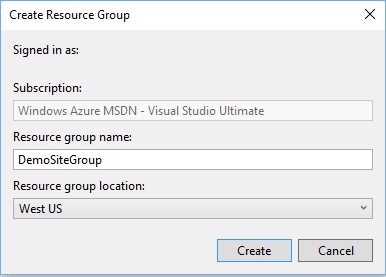 Create Resource Group
Signed in as:
Subscription:
Windows Azure MSDN - Visual Studio Ultimate
Resource group name:
DemoSiteGroup
Resource group location:
West US
Create Cancel